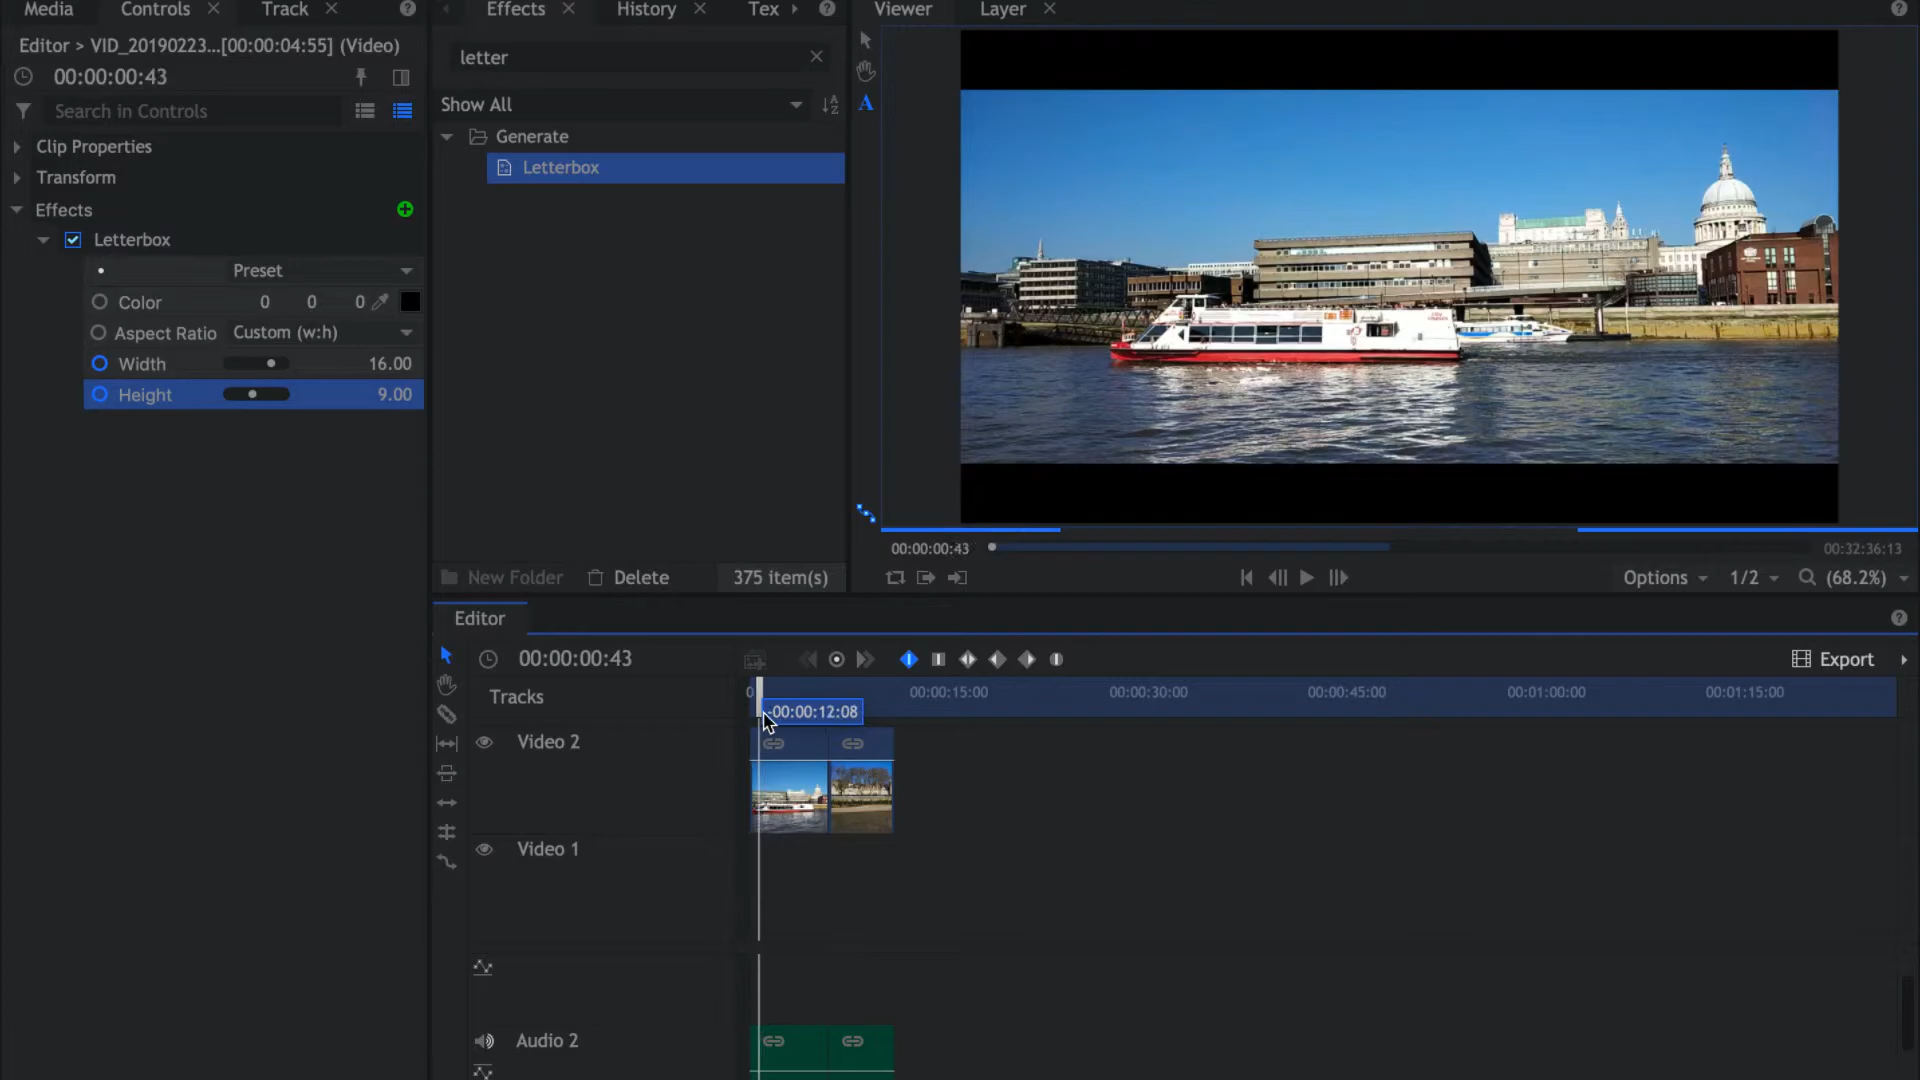 Media
Controls
Track
Editor > VID_20190223...[00:00:04:55] (Video)
00:00:00:43
Search in Controls
Clip Properties
Transform
Effects
Letterbox
Preset
Color 0 0 0
Aspect Ratio Custom (w:h)
Width 16.00
Height 9.00
Effects
History
Tex
letter
Show All
Generate
Letterbox
New Folder
Delete
375 item(s)
Viewer
Layer
A
00:00:00:43
00:32:36:13
Options
1/2
(68.2%)
Editor
00:00:00:43
Export
Tracks
0
00:00:15:00
00:00:30:00
00:00:45:00
00:01:00:00
00:01:15:00
-00:00:12:08
Video 2
Video 1
Audio 2